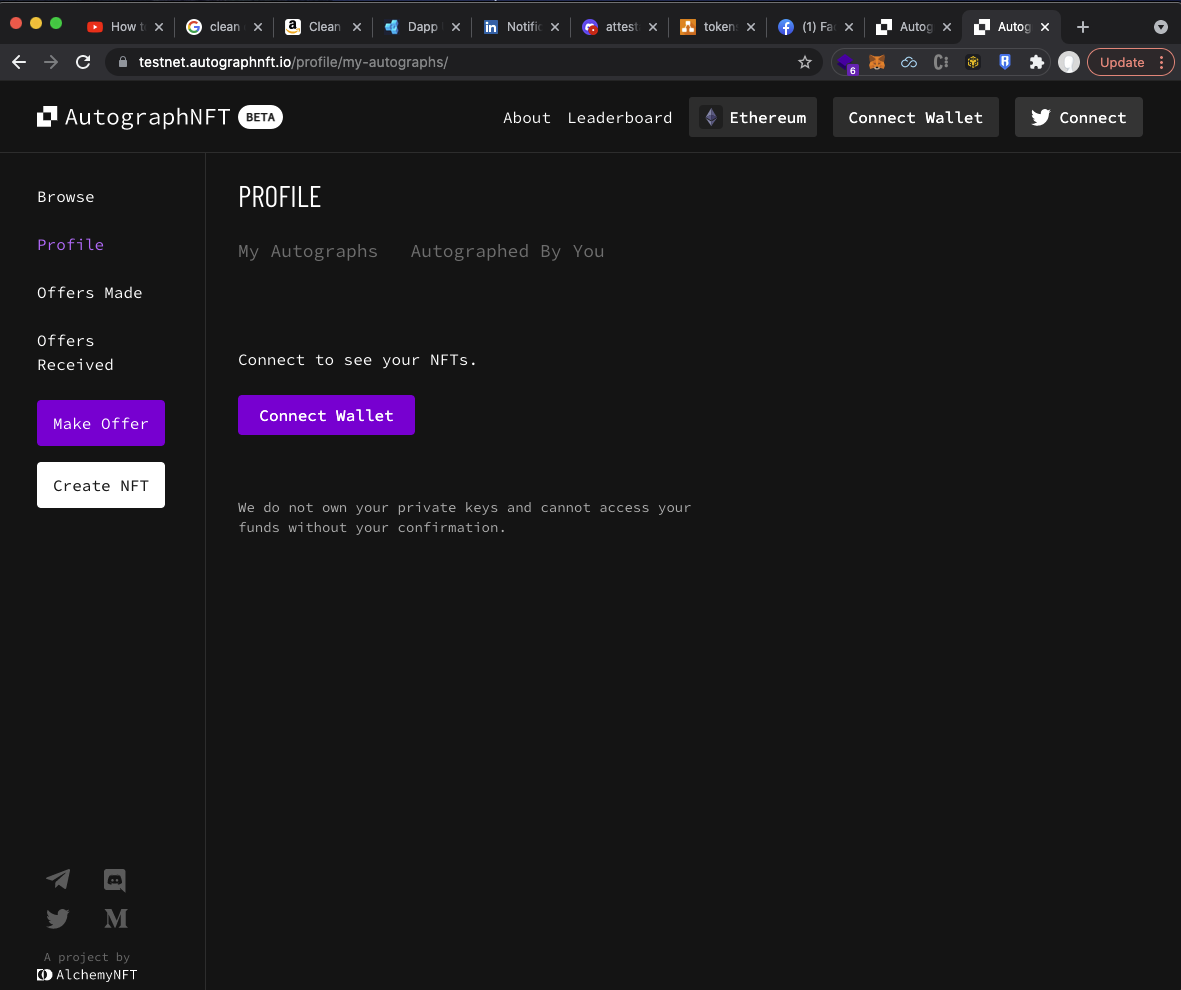 How t
clean
Clean
Dapp
Notific
attest
token
(1) Fa
Autog
Autog
testnet.autographnft.io/profile/my-autographs/
6
Update
AutographNFT BETA
About
Leaderboard
Ethereum
Connect Wallet
Connect
Browse
Profile
Offers Made
Offers
Received
Make Offer
Create NFT
PROFILE
My Autographs
Autographed By You
Connect to see your NFTs.
Connect Wallet
We do not own your private keys and cannot access your
funds without your confirmation.
A project by
AlchemyNFT